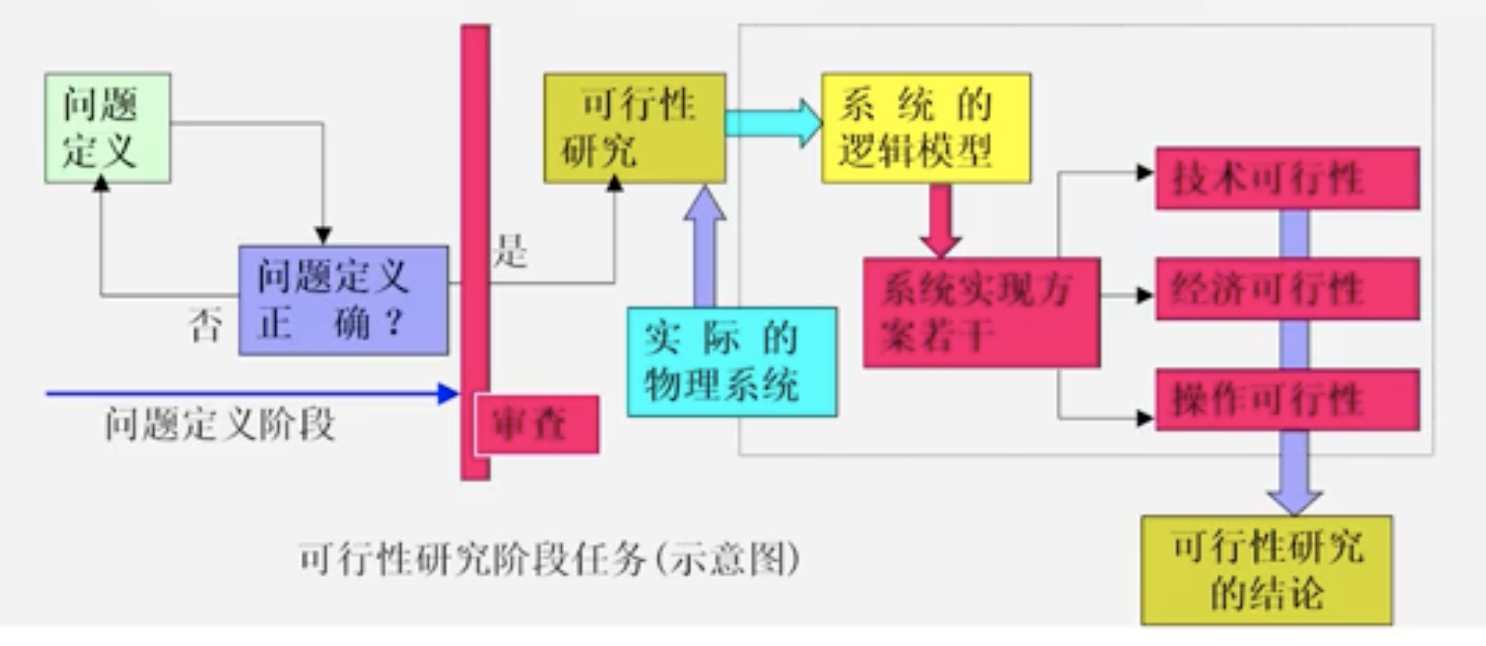 问题
定义
问题定义
正 确？
否
是
问题定义阶段
审查
可行性
研究
实 际 的
物理系统
系 统 的
逻辑模型
系统实现方
案若干
技术可行性
经济可行性
操作可行性
可行性研究
的结论
可行性研究阶段任务(示意图)